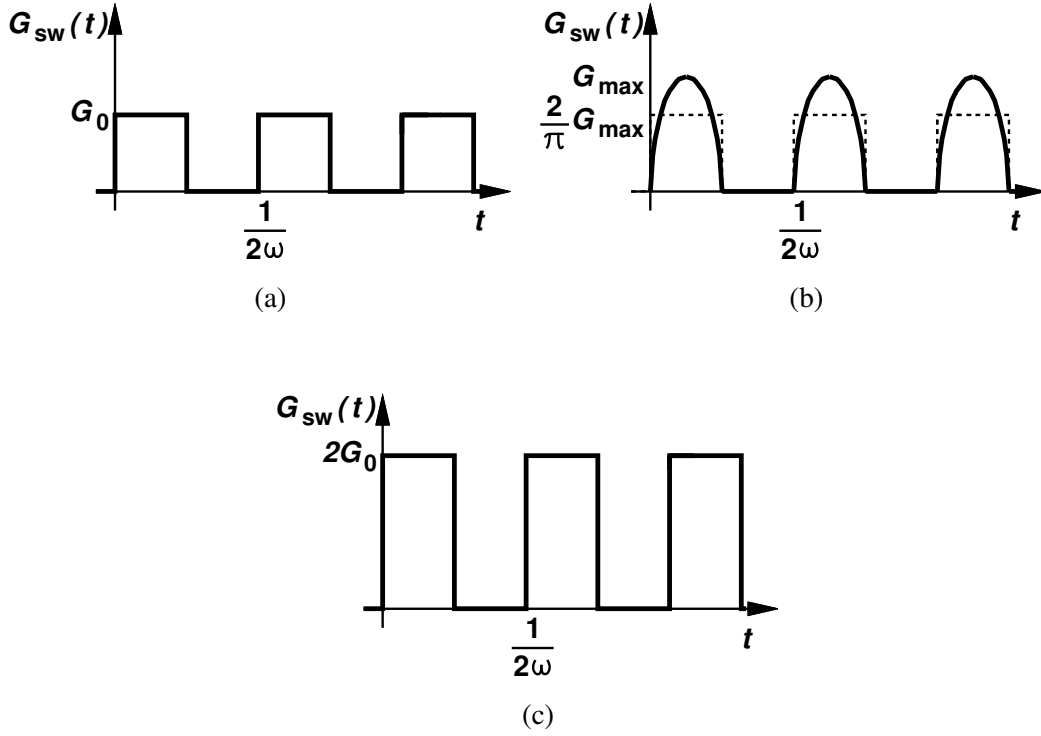 G_sw(t)
G_0
1
2ω
t
(a)
G_sw(t)
G_max
2/π G_max
1
2ω
t
(b)
G_sw(t)
2G_0
1
2ω
t
(c)